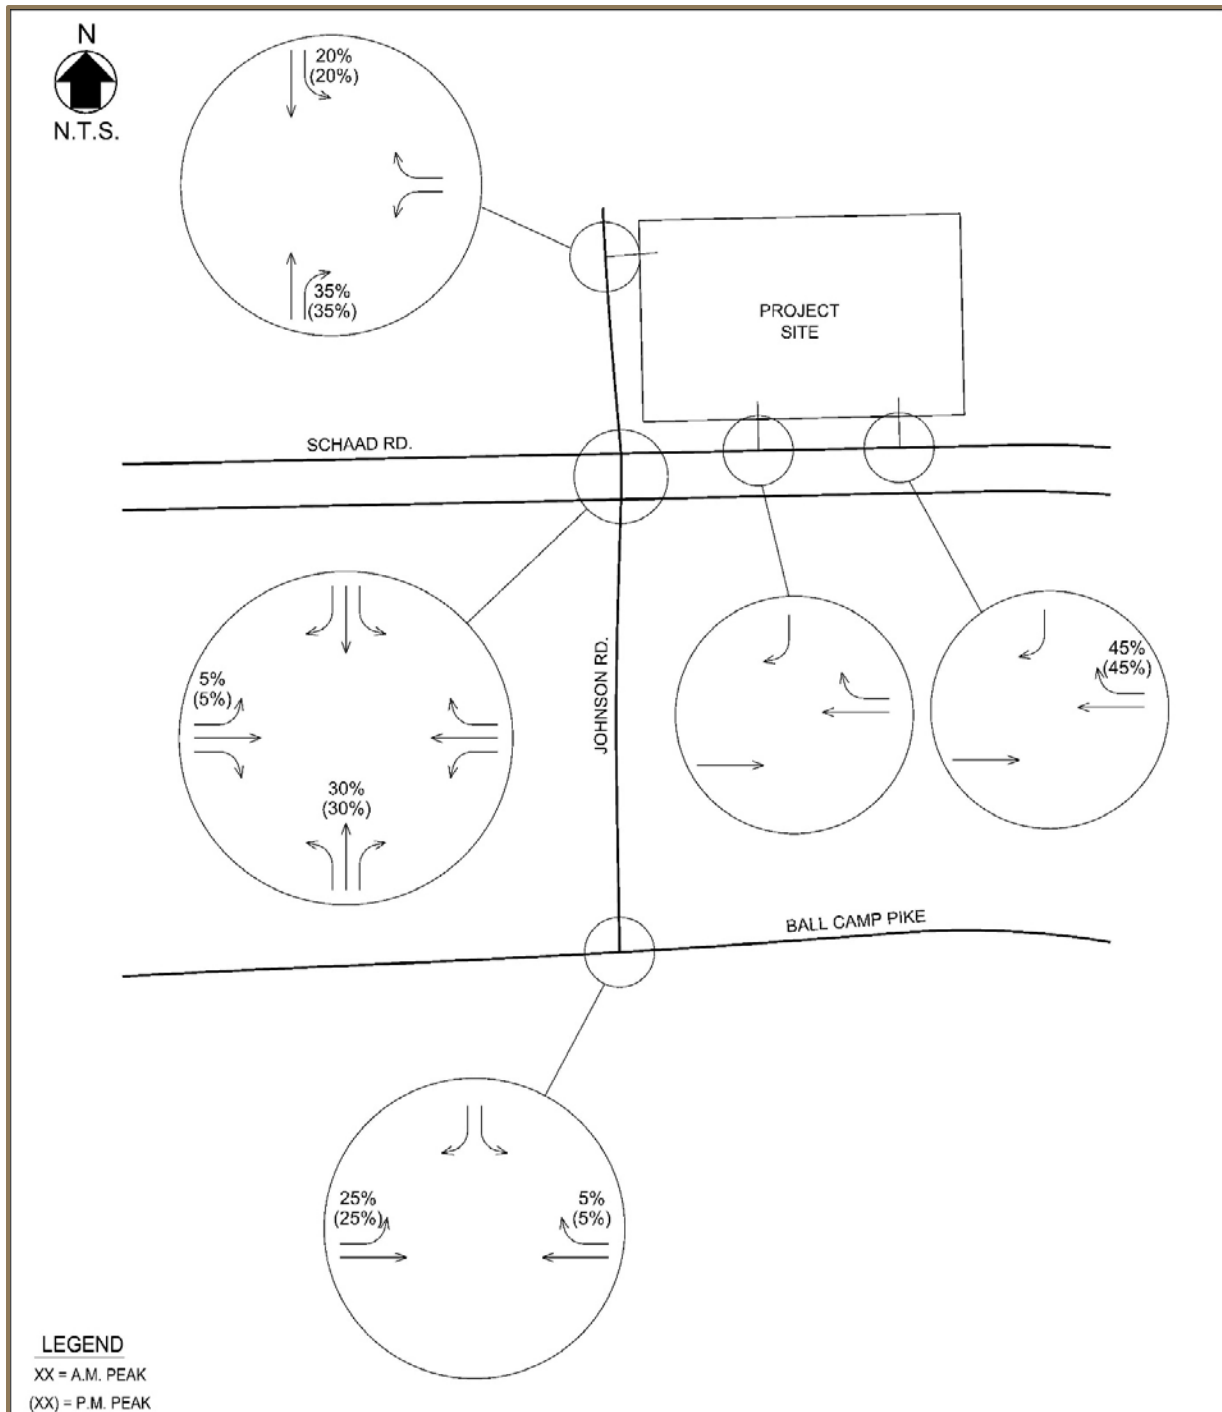 N
N.T.S.
20%
(20%)
35%
(35%)
PROJECT
SITE
SCHAAD RD.
5%
(5%)
30%
(30%)
JOHNSON RD.
45%
(45%)
BALL CAMP PIKE
25%
(25%)
5%
(5%)
LEGEND
XX = A.M. PEAK
(XX) = P.M. PEAK